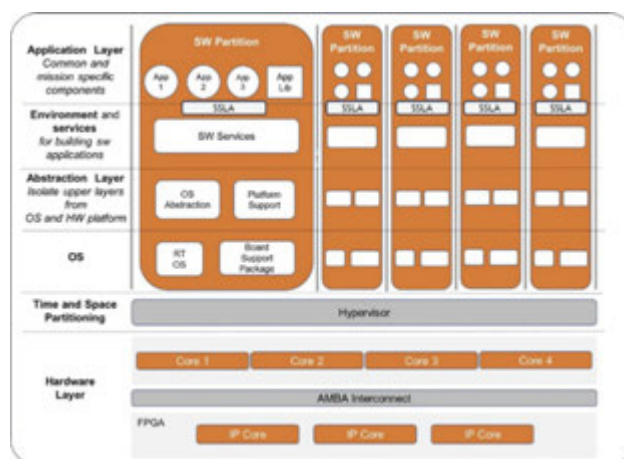 Application Layer
Common and
mission specific
components
SW Partition
App
1
App
2
App
3
App
Lib
SW
Partition
SW
Partition
SW
Partition
SW
Partition
SSLA
SSLA
SSLA
SSLA
SSLA
Environment and
services
for building sw
applications
SW Services
Abstraction Layer
Isolate upper layers
from
OS and HW platform
OS
Abstraction
Platform
Support
OS
RT
OS
Board
Support
Package
Time and Space
Partitioning
Hypervisor
Hardware
Layer
Core 1
Core 2
Core 3
Core 4
AMBA Interconnect
FPGA
IP Core
IP Core
IP Core